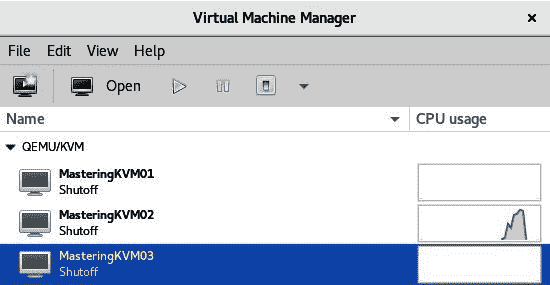 Virtual Machine Manager ×
File Edit View Help
Open
Name CPU usage
QEMU/KVM
MasteringKVM01
Shutoff
MasteringKVM02
Shutoff
MasteringKVM03
Shutoff